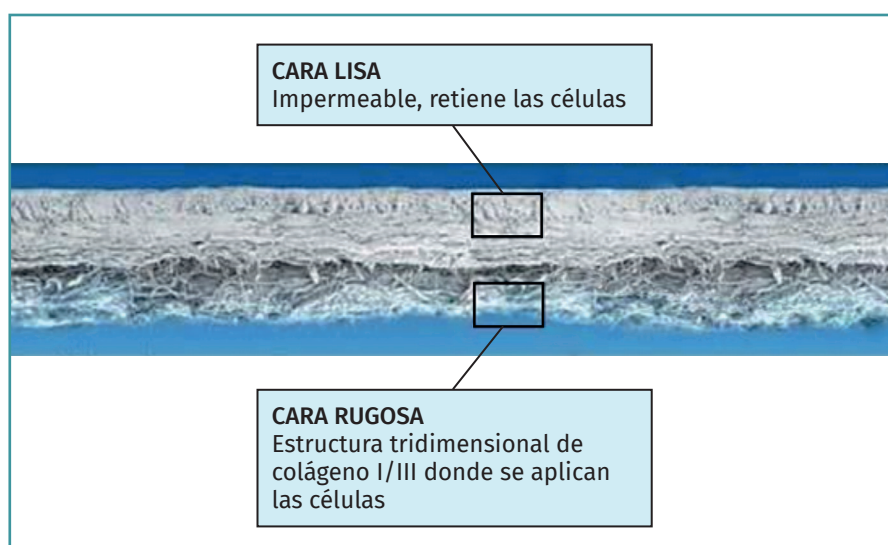 CARA LISA
Impermeable, retiene las células
CARA RUGOSA
Estructura tridimensional de
colágeno I/III donde se aplican
las células